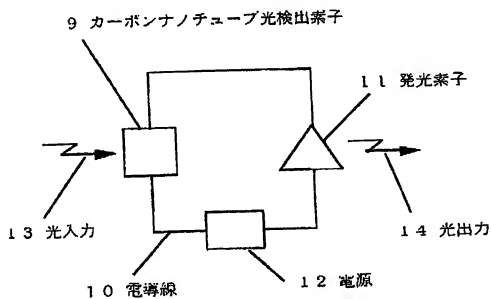 9 カーボンナノチューブ光検出素子
11 発光素子
13 光入力
14 光出力
10 電導線
12 電源